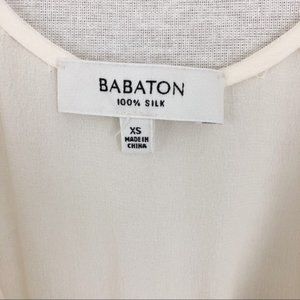 BABATON
100% SILK
XS
MADE IN
CHINA